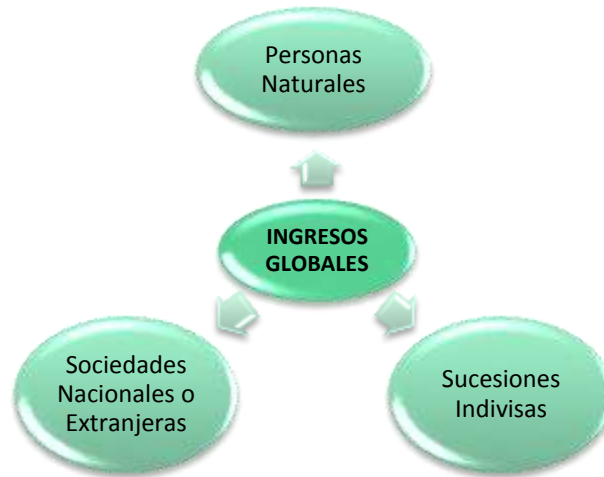 Personas
Naturales
INGRESOS
GLOBALES
Sociedades
Nacionales o
Extranjeras
Sucesiones
Indivisas